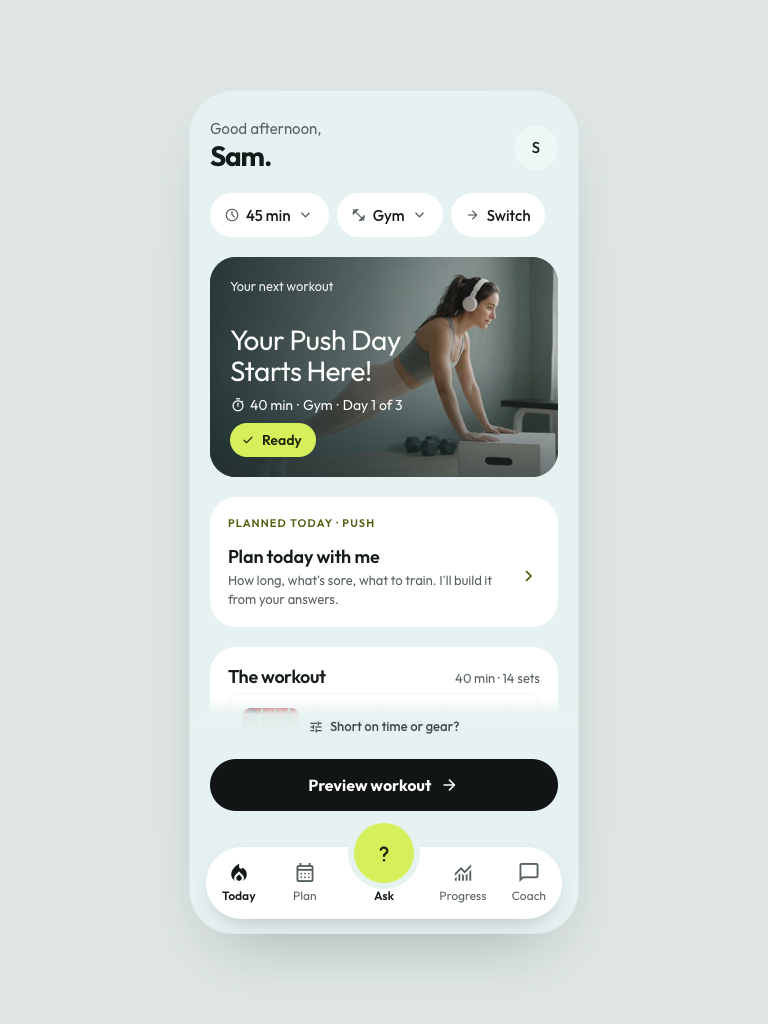 Good afternoon,
Sam.
S
45 min
Gym
Switch
Your next workout
Your Push Day
Starts Here!
40 min · Gym · Day 1 of 3
Ready
PLANNED TODAY · PUSH
Plan today with me
How long, what's sore, what to train. I'll build it
from your answers.
The workout
40 min · 14 sets
Short on time or gear?
Preview workout
?
Today
Plan
Ask
Progress
Coach